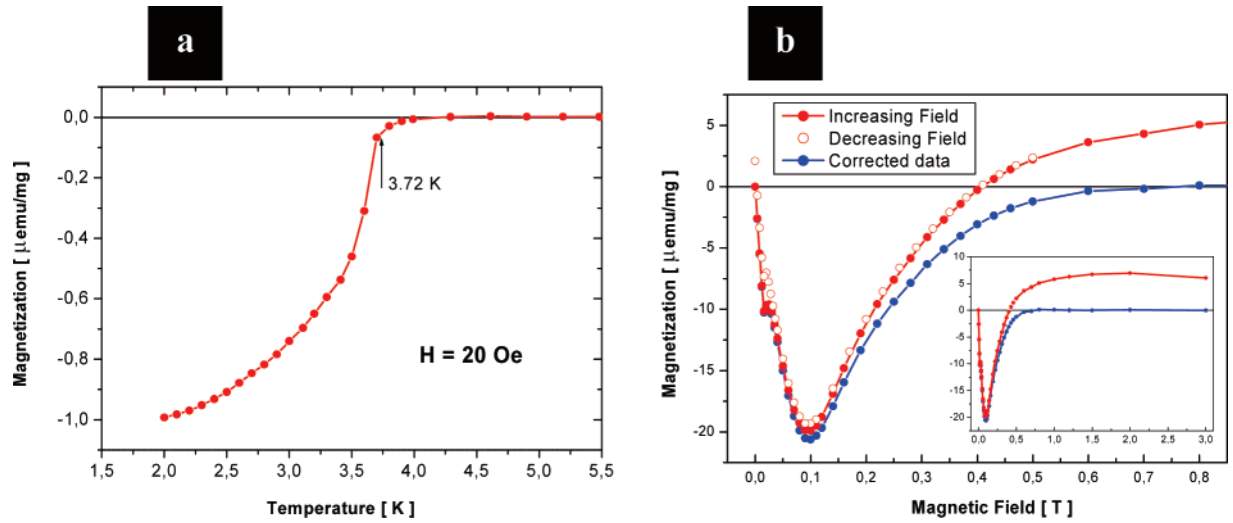 a
0,0
-0,2
-0,4
-0,6
-0,8
-1,0
Magnetization [ µemu/mg ]
3.72 K
H = 20 Oe
1,5 2,0 2,5 3,0 3,5 4,0 4,5 5,0 5,5
Temperature [ K ]
b
5
0
-5
-10
-15
-20
Magnetization [ µemu/mg ]
Increasing Field
Decreasing Field
Corrected data
10
5
0
-5
-10
-15
-20
0,0 0,5 1,0 1,5 2,0 2,5 3,0
0,0 0,1 0,2 0,3 0,4 0,5 0,6 0,7 0,8
Magnetic Field [ T ]